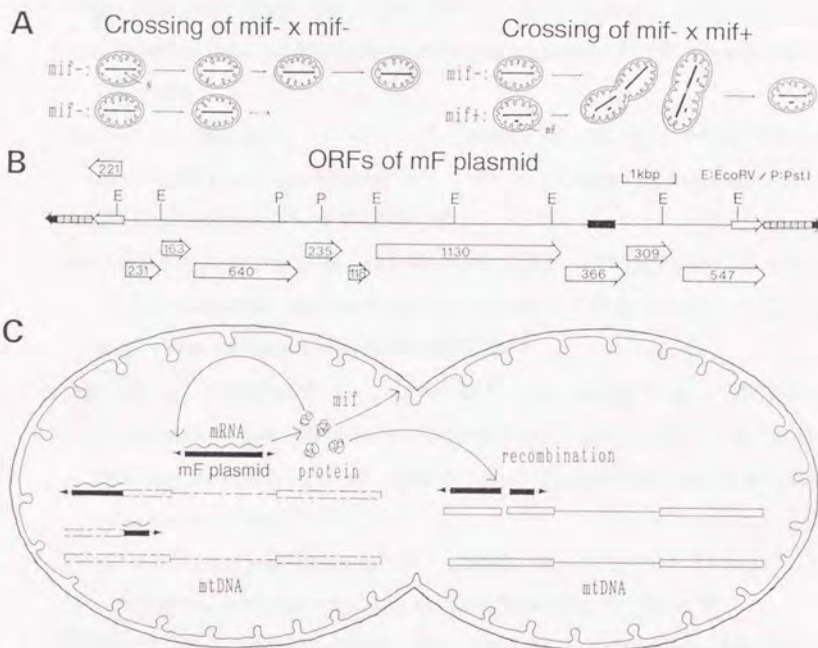 A
Crossing of mif- x mif-
Crossing of mif- x mif+
mif-:
N
mif-:
mif-:
mif+:
mF
B
ORFs of mF plasmid
1kbp
E:EcoRV / P:PstI
221
E E P P E E E E E
163
235
1130
309
231
640
118
366
547
C
mif
mRNA
mF plasmid
protein
recombination
mtDNA
mtDNA